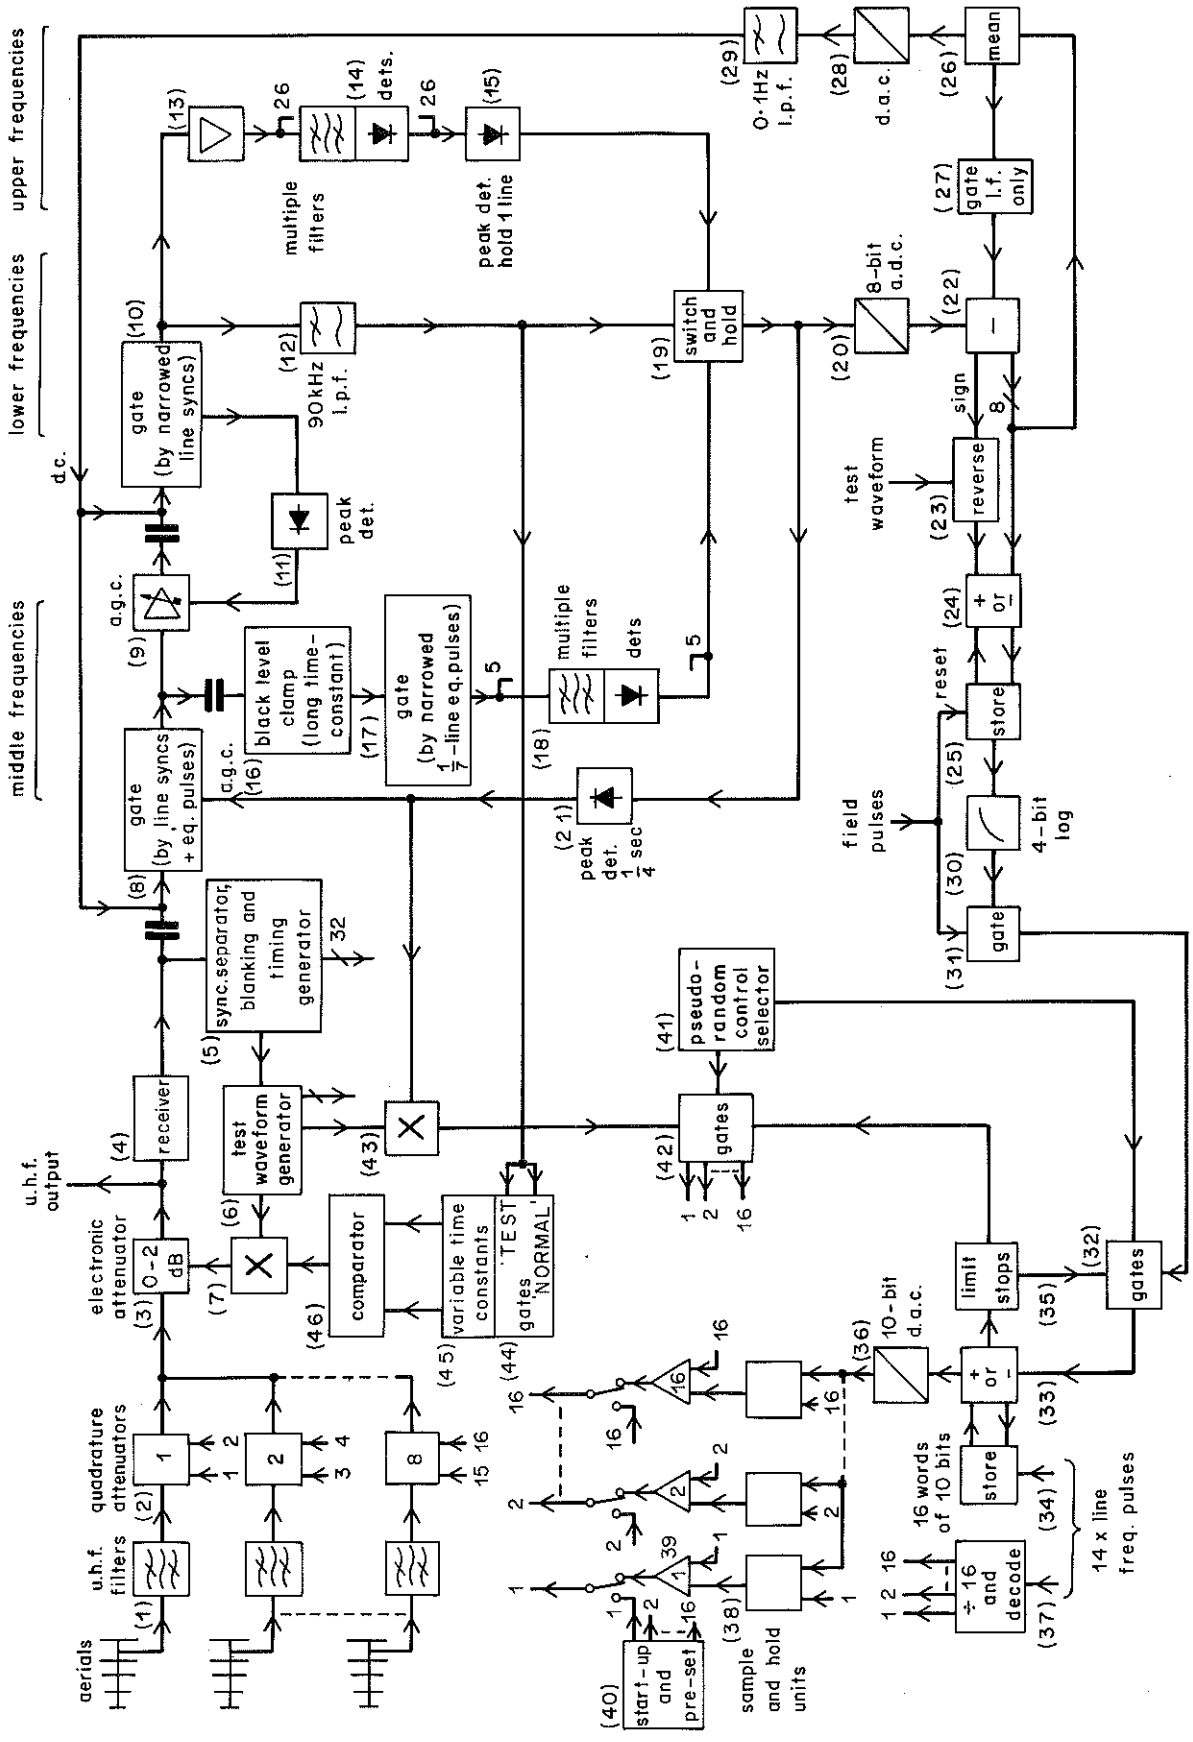 middle frequencies
lower frequencies
upper frequencies
aerials
u.h.f.
filters
(1)
quadrature
attenuators
(2)
1
1
2
2
3
4
8
15
16
electronic
attenuator
(3)
0-2
dB
u.h.f.
output
(4)
receiver
(5)
sync. separator,
blanking and
timing
generator
32
(6)
test
waveform
generator
(7)
X
(8)
gate
(by line syncs
+ eq. pulses)
a.g.c.
(9)
a.g.c.
d.c.
(10)
gate
(by narrowed
line syncs)
(11)
peak
det.
(12)
90kHz
l.p.f.
(13)
26
(14)
dets.
multiple
filters
26
(15)
peak det.
hold 1 line
(16)
black level
clamp
(long time-
constant)
(17)
gate
(by narrowed
1/7-line eq. pulses)
5
(18)
multiple
filters
dets
5
(19)
switch
and
hold
(20)
8-bit
a.d.c.
(21)
peak
det.
1/4 sec
(22)
−
sign
8
(23)
reverse
test
waveform
(24)
+
or
−
reset
(25)
store
field
pulses
(26)
mean
(27)
gate
l.f.
only
(28)
d.a.c.
(29)
0·1Hz
l.p.f.
(30)
4-bit
log
(31)
gate
(32)
gates
(33)
+
or
−
(34)
store
16 words
of 10 bits
14 x line
freq. pulses
(35)
limit
stops
(36)
10-bit
d.a.c.
(37)
÷ 16
and
decode
1
2
16
(38)
sample
and hold
units
1
2
16
39
1
1
2
2
16
16
1
2
16
1
2
16
(40)
start-up
and
pre-set
2
16
(41)
pseudo-
random
control
selector
(42)
gates
1
2
16
(43)
X
(44)
gates
'TEST'
'NORMAL'
(45)
variable time
constants
(46)
comparator